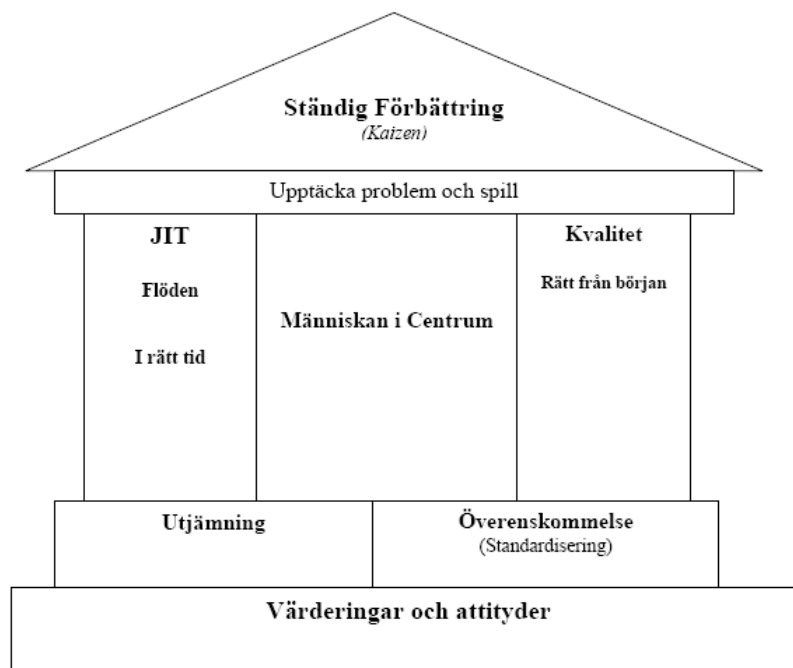 Ständig Förbättring
(Kaizen)
Upptäcka problem och spill
JIT
Flöden
I rätt tid
Människan i Centrum
Kvalitet
Rätt från början
Utjämning
Överenskommelse
(Standardisering)
Värderingar och attityder